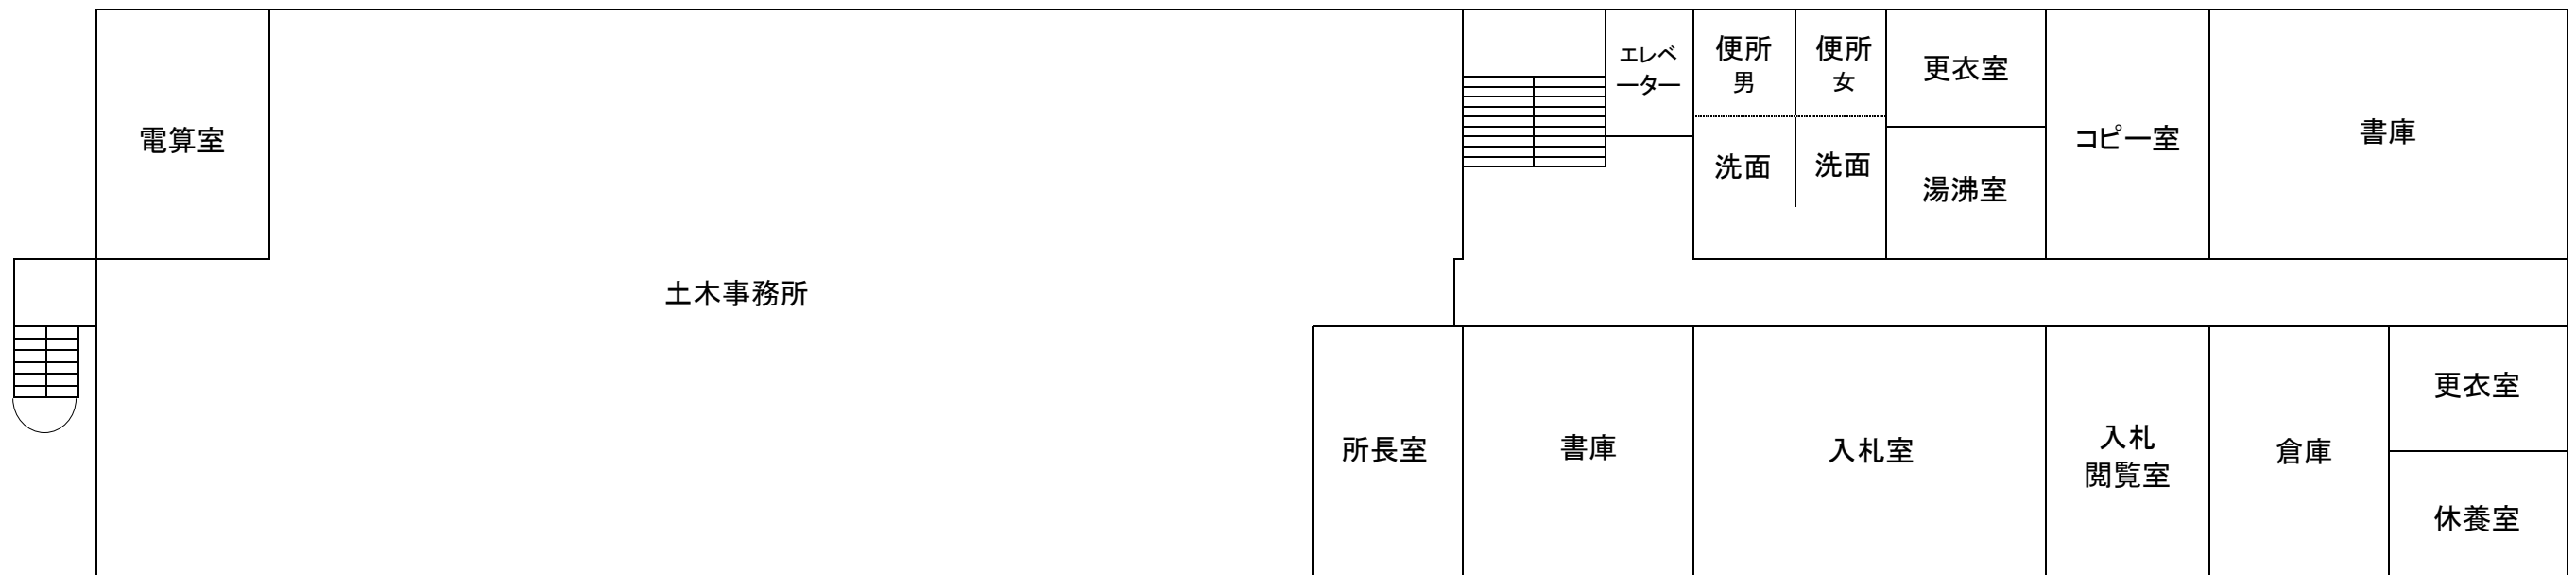 電算室
土木事務所
エレベ
ーター
便所
男
洗面
便所
女
洗面
更衣室
湯沸室
コピー室
書庫
所長室
書庫
入札室
入札
閲覧室
倉庫
更衣室
休養室